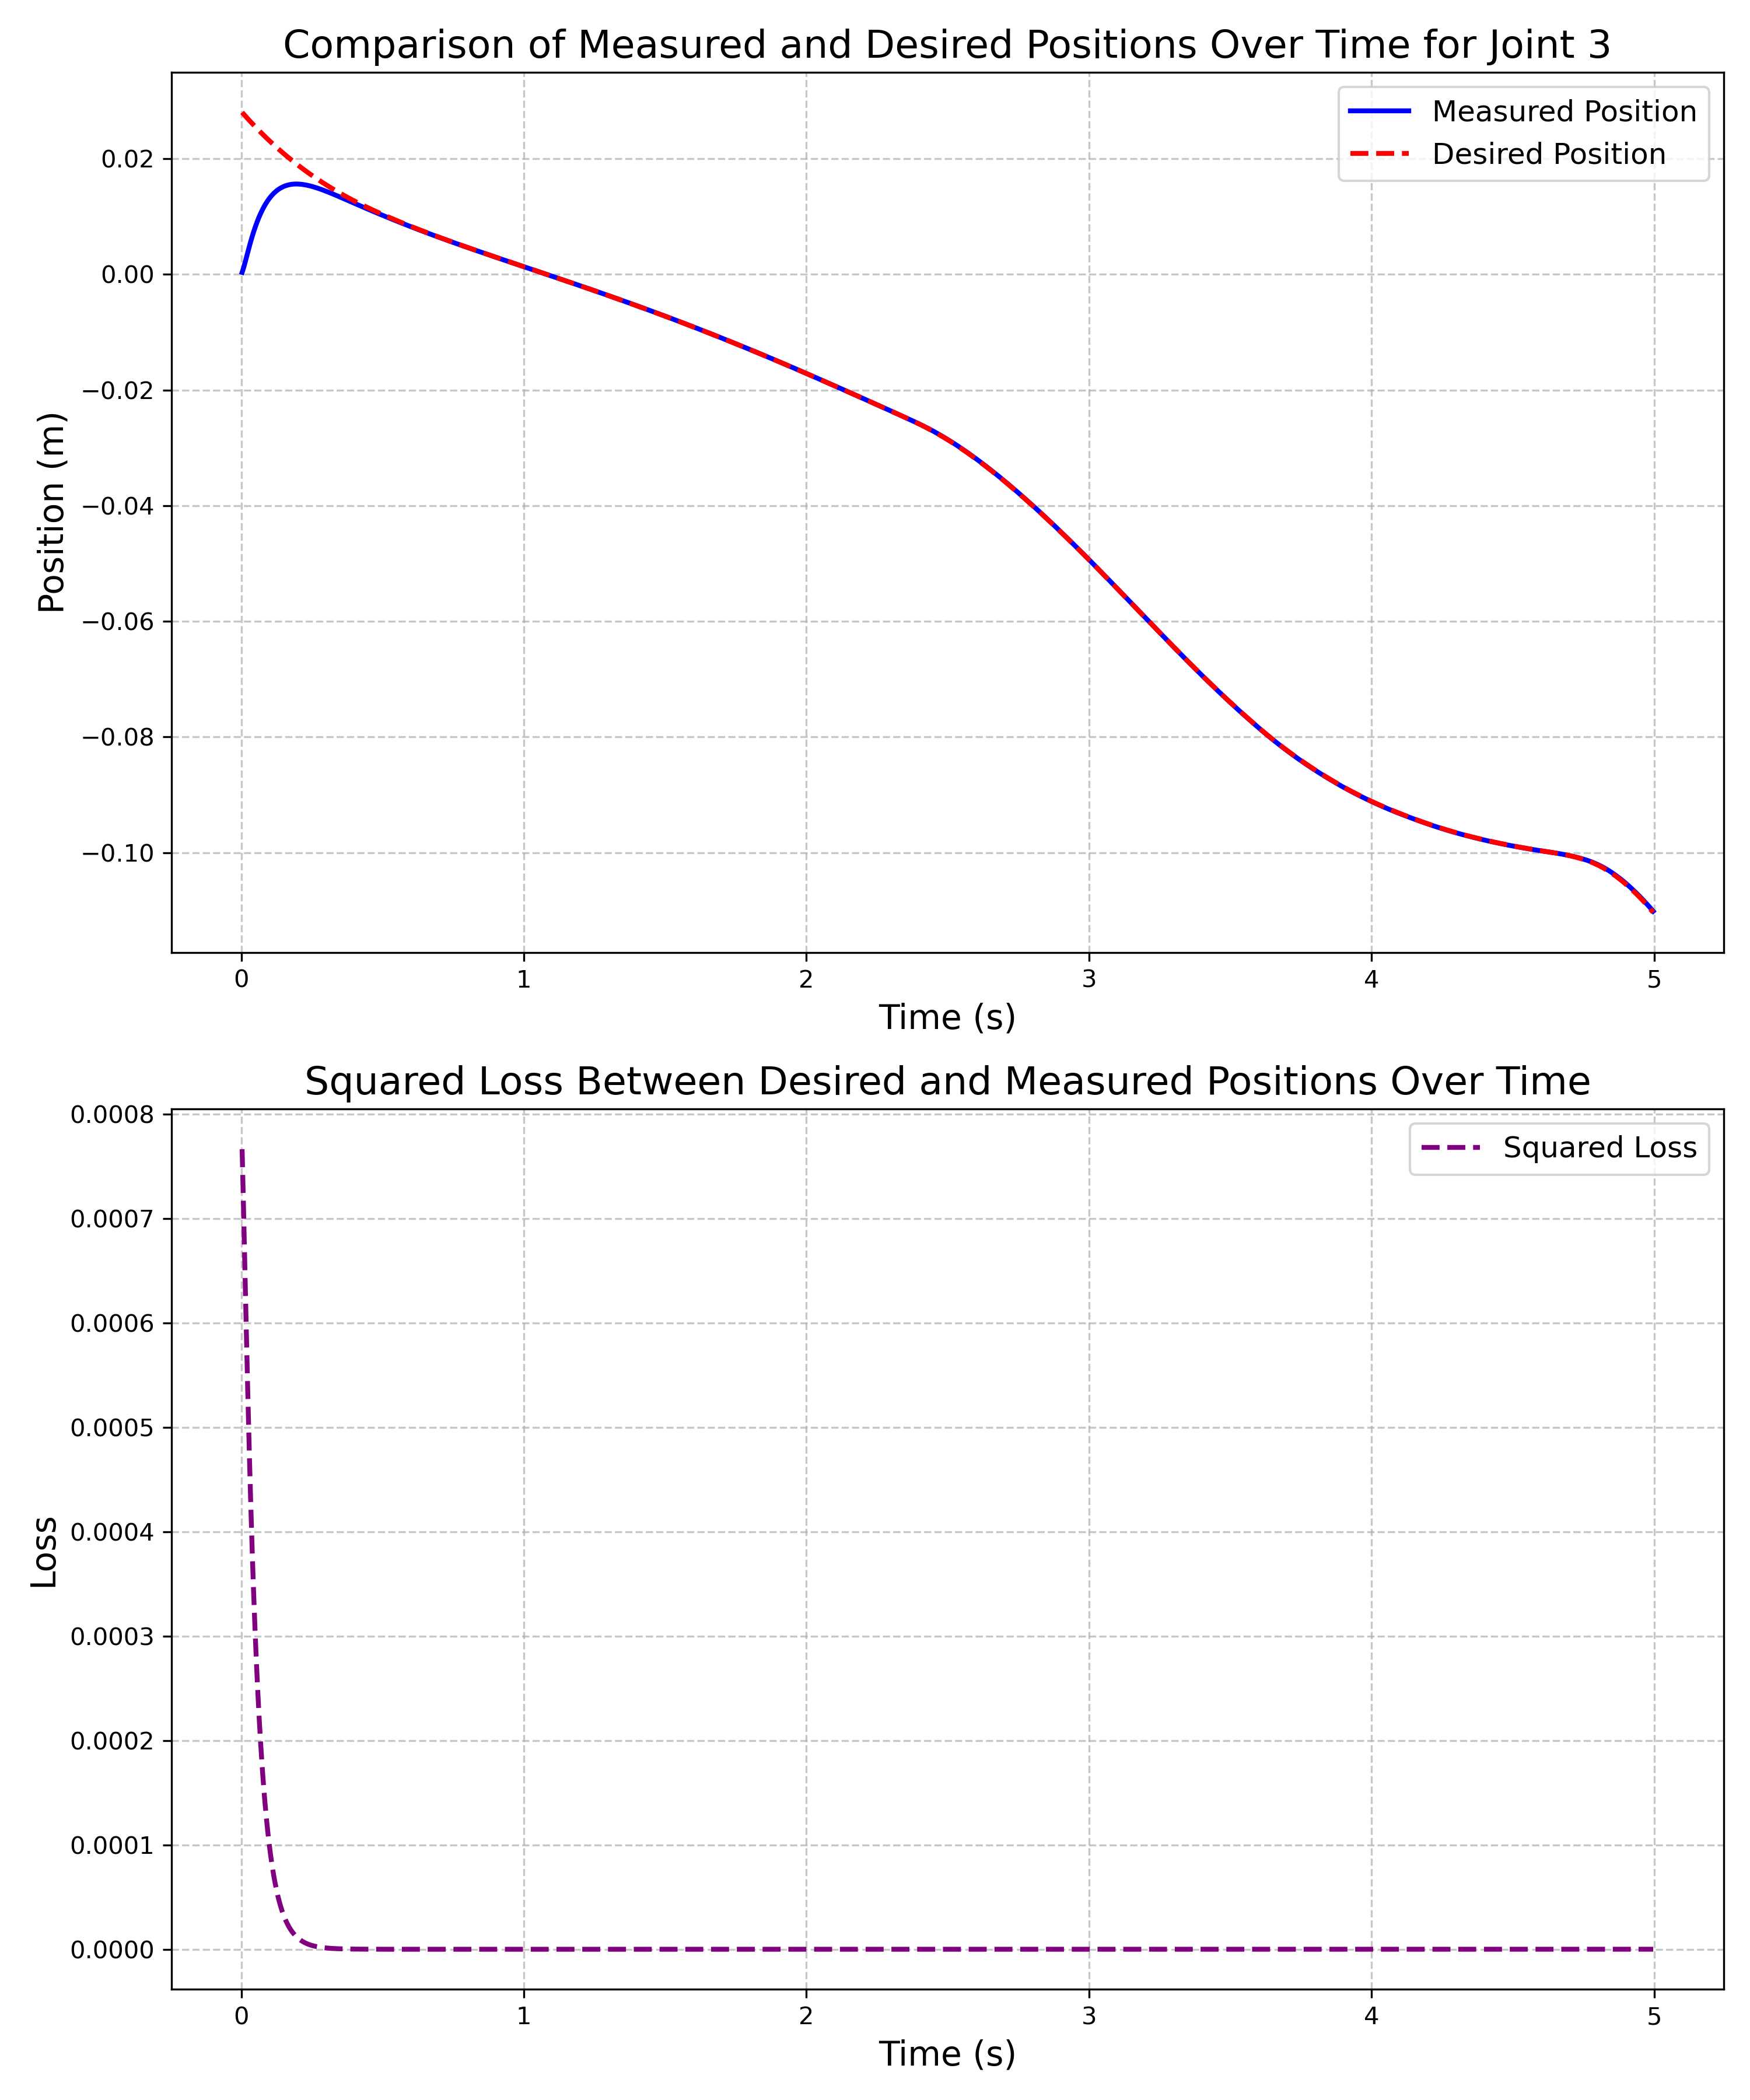 Comparison of Measured and Desired Positions Over Time for Joint 3
Measured Position
Desired Position
0.02
0.00
−0.02
−0.04
−0.06
−0.08
−0.10
Position (m)
0 1 2 3 4 5
Time (s)
Squared Loss Between Desired and Measured Positions Over Time
Squared Loss
0.0008
0.0007
0.0006
0.0005
0.0004
0.0003
0.0002
0.0001
0.0000
Loss
0 1 2 3 4 5
Time (s)